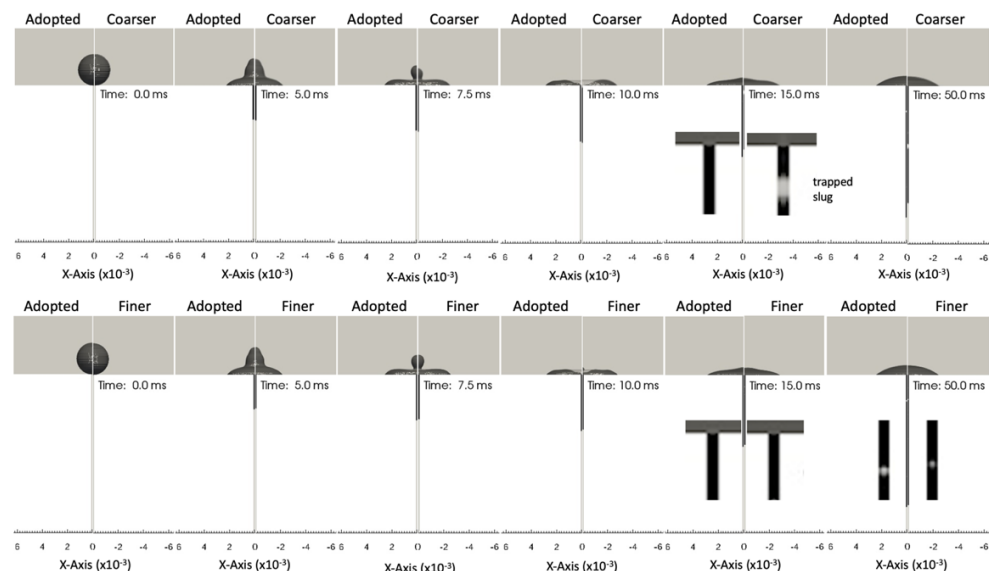 Adopted Coarser Adopted Coarser Adopted Coarser Adopted Coarser Adopted Coarser Adopted Coarser
Time: 0.0 ms Time: 5.0 ms Time: 7.5 ms Time: 10.0 ms Time: 15.0 ms Time: 50.0 ms
trapped
slug
6 4 2 0 -2 -4 -6 6 4 2 0 -2 -4 -6 6 4 2 0 -2 -4 -6 6 4 2 0 -2 -4 -6 6 4 2 0 -2 -4 -6 6 4 2 0 -2 -4 -6
X-Axis (x10-3) X-Axis (x10-3) X-Axis (x10-3) X-Axis (x10-3) X-Axis (x10-3) X-Axis (x10-3)
Adopted Finer Adopted Finer Adopted Finer Adopted Finer Adopted Finer Adopted Finer
Time: 0.0 ms Time: 5.0 ms Time: 7.5 ms Time: 10.0 ms Time: 15.0 ms Time: 50.0 ms
6 4 2 0 -2 -4 -6 6 4 2 0 -2 -4 -6 6 4 2 0 -2 -4 -6 6 4 2 0 -2 -4 -6 6 4 2 0 -2 -4 -6 6 4 2 0 -2 -4 -6
X-Axis (x10-3) X-Axis (x10-3) X-Axis (x10-3) X-Axis (x10-3) X-Axis (x10-3) X-Axis (x10-3)